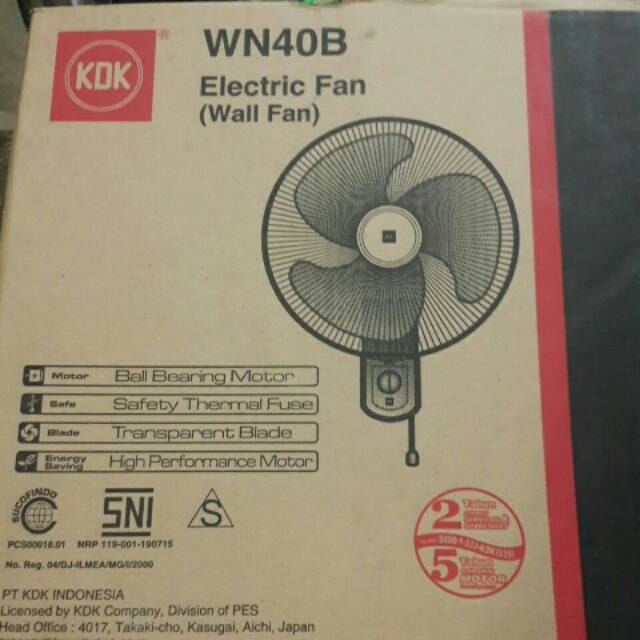 KDK
®
WN40B
Electric Fan
(Wall Fan)
Motor Ball Bearing Motor
Safe Safety Thermal Fuse
Blade Transparent Blade
Energy Saving High Performance Motor
SUCOFINDO
SNI
S
PCS00018.01 NRP 119-001-190715
No. Reg. 04/DJ-ILMEA/MG/I/2000
2 Tahun
5 Tahun
MOTOR
PT KDK INDONESIA
Licensed by KDK Company, Division of PES
Head Office : 4017, Takaki-cho, Kasugai, Aichi, Japan